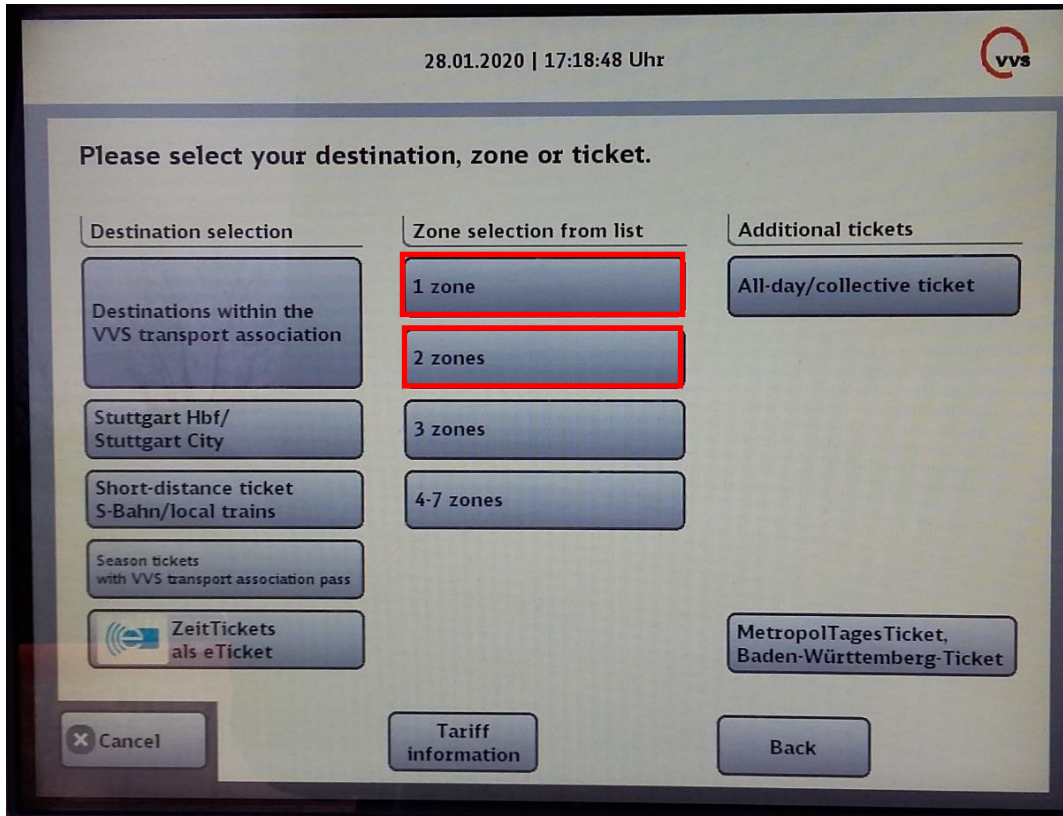 28.01.2020 | 17:18:48 Uhr
VVS
Please select your destination, zone or ticket.
Destination selection
Destinations within the
VVS transport association
Stuttgart Hbf/
Stuttgart City
Short-distance ticket
S-Bahn/local trains
Season tickets
with VVS transport association pass
ZeitTickets
als eTicket
Zone selection from list
1 zone
2 zones
3 zones
4-7 zones
Additional tickets
All-day/collective ticket
MetropolTagesTicket,
Baden-Württemberg-Ticket
Cancel
Tariff
information
Back